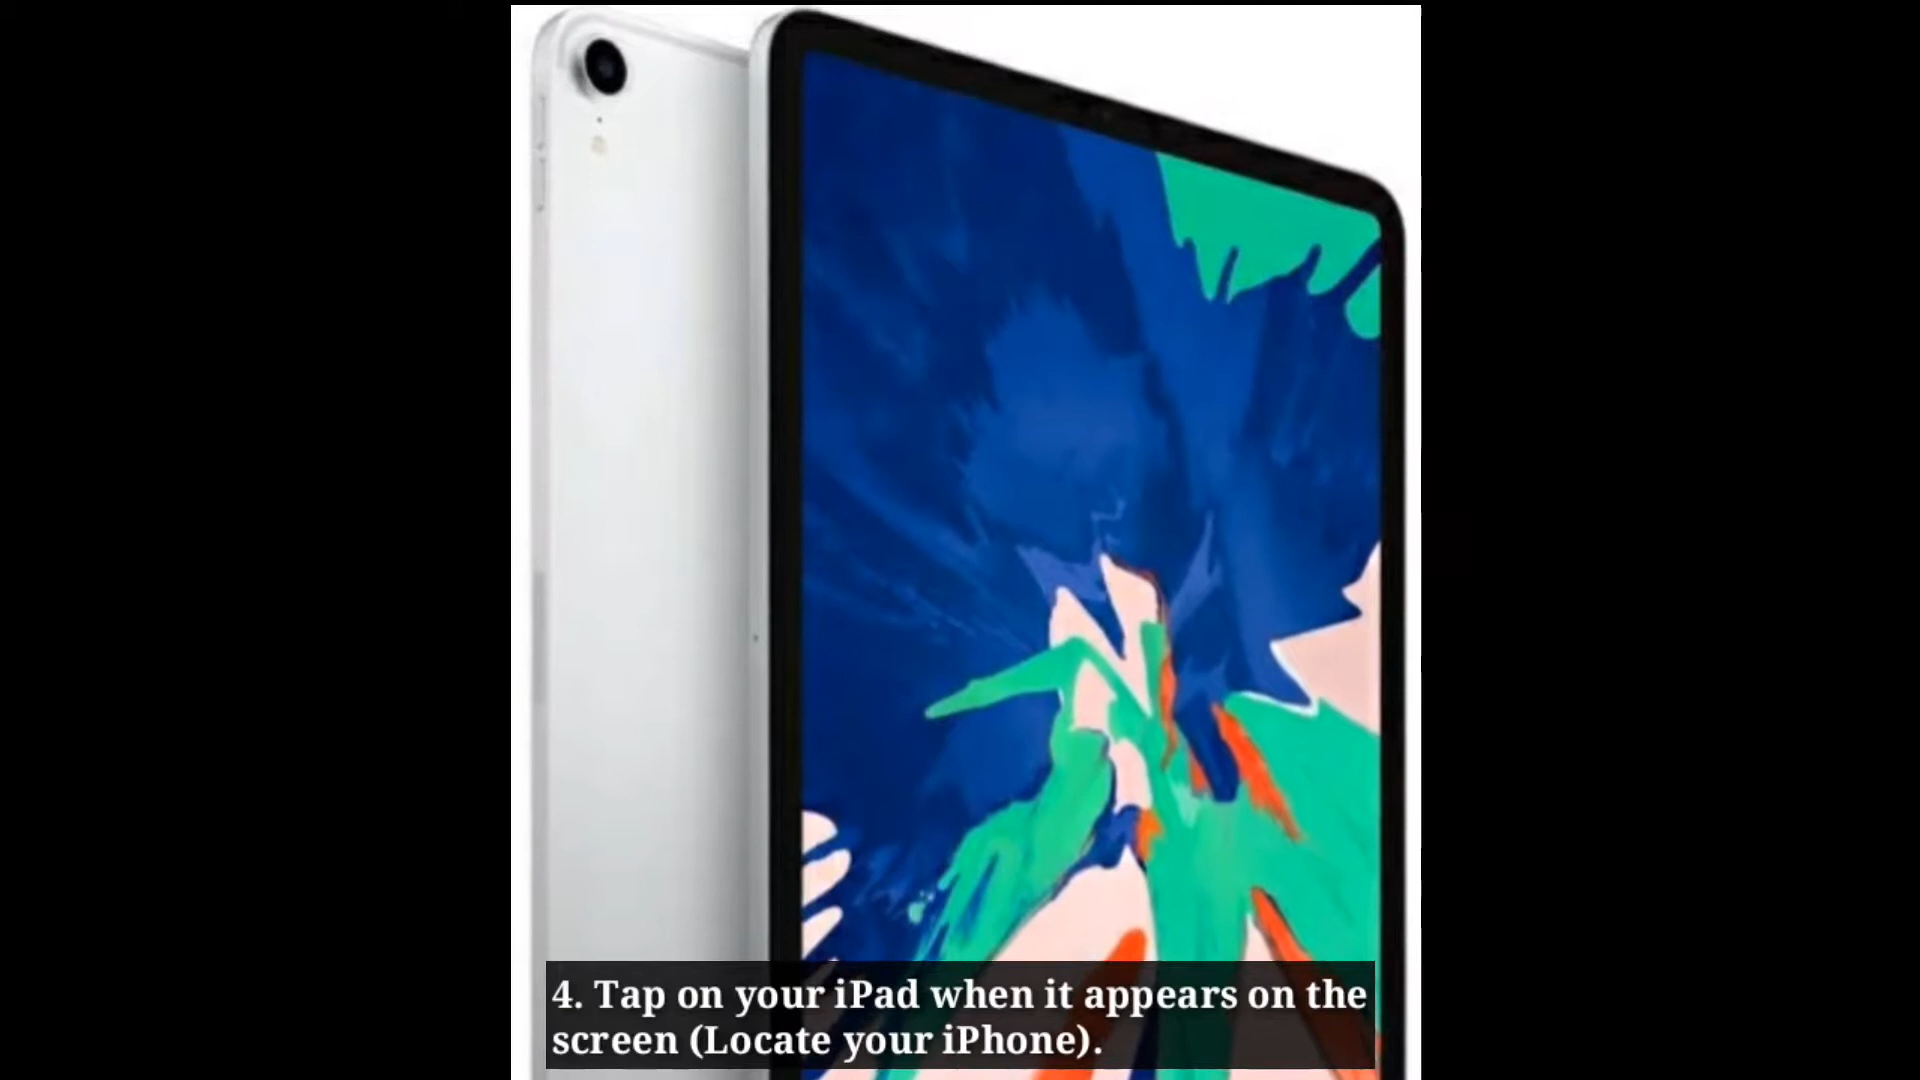 4. Tap on your iPad when it appears on the
screen (Locate your iPhone).